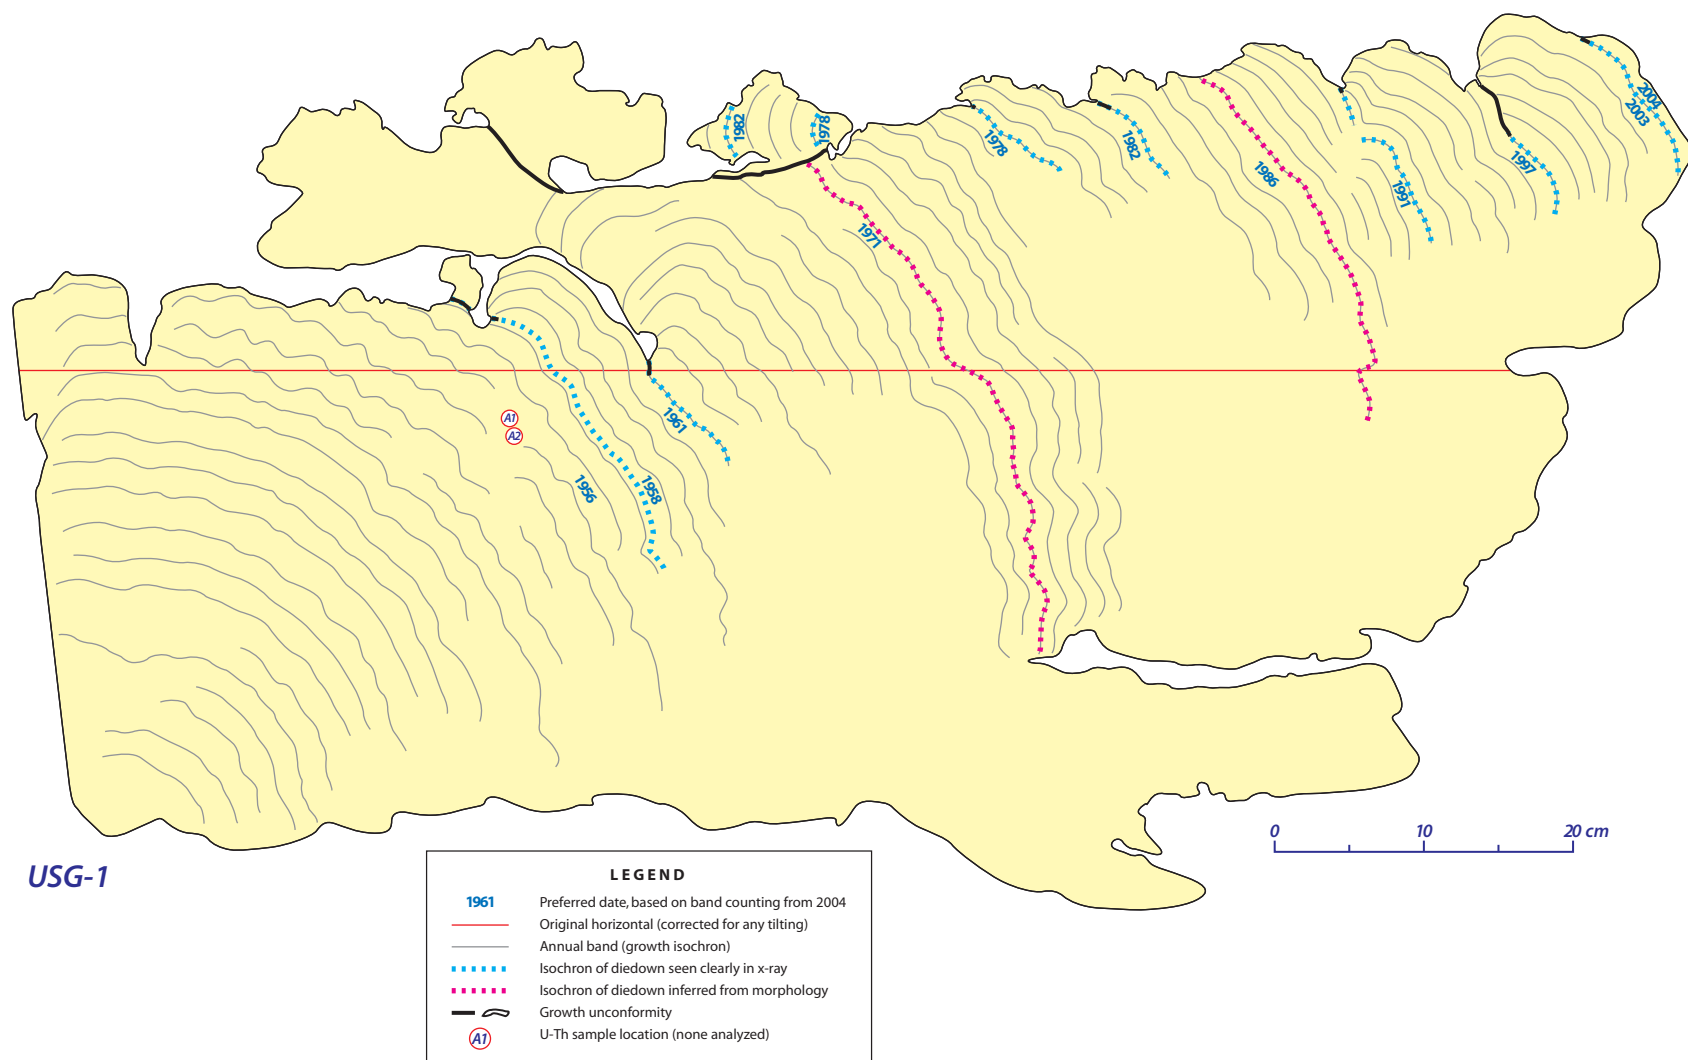 2004
2003
1982
1978
1978
1982
1986
1997
1991
1971
1961
A1
A2
1956
1958
0 10 20 cm
USG-1
LEGEND
1961 Preferred date, based on band counting from 2004
Original horizontal (corrected for any tilting)
Annual band (growth isochron)
Isochron of diedown seen clearly in x-ray
Isochron of diedown inferred from morphology
Growth unconformity
A1 U-Th sample location (none analyzed)